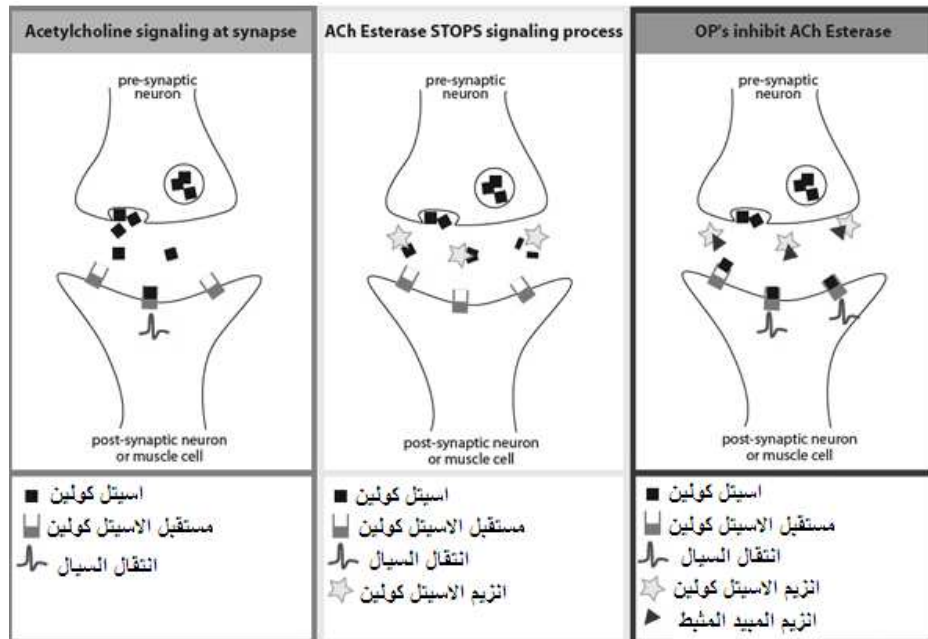 Acetylcholine signaling at synapse
pre-synaptic
neuron
post-synaptic neuron
or muscle cell
اسيتل كولين
مستقبل الاسيتل كولين
انتقال السيال
ACh Esterase STOPS signaling process
pre-synaptic
neuron
post-synaptic neuron
or muscle cell
اسيتل كولين
مستقبل الاسيتل كولين
انتقال السيال
انزيم الاسيتل كولين
OP's inhibit ACh Esterase
pre-synaptic
neuron
post-synaptic neuron
or muscle cell
اسيتل كولين
مستقبل الاسيتل كولين
انتقال السيال
انزيم الاسيتل كولين
انزيم المبيد المثبط